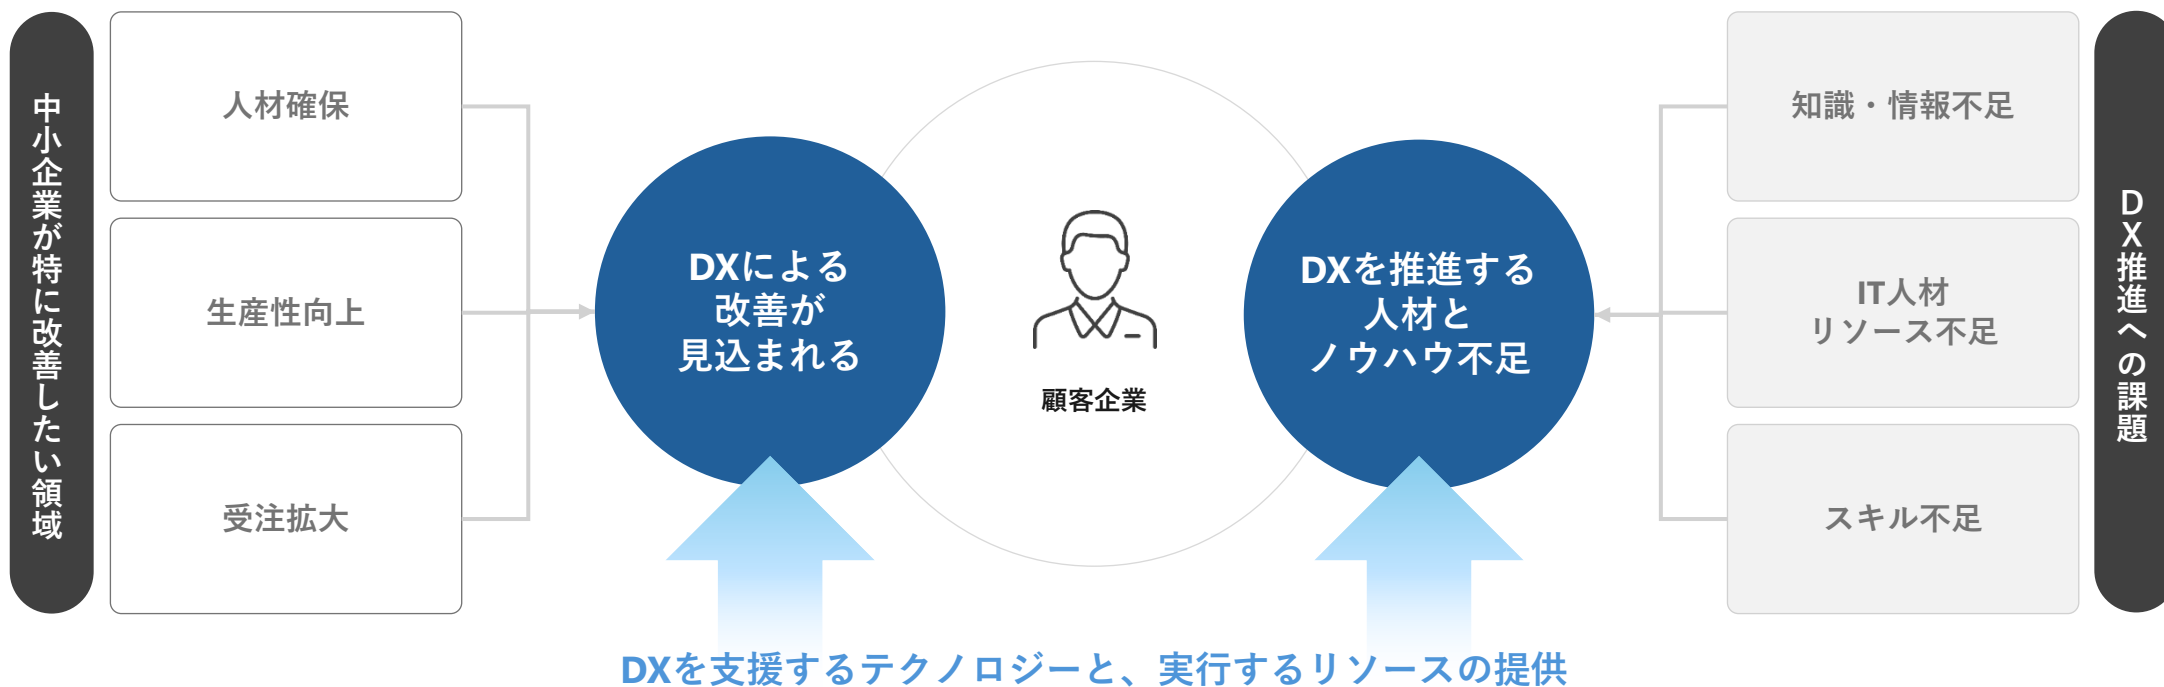 中小企業が特に改善したい領域
人材確保
生産性向上
受注拡大
DXによる
改善が
見込まれる
顧客企業
DXを推進する
人材と
ノウハウ不足
知識・情報不足
IT人材
リソース不足
スキル不足
DX推進への課題
DXを支援するテクノロジーと、実行するリソースの提供